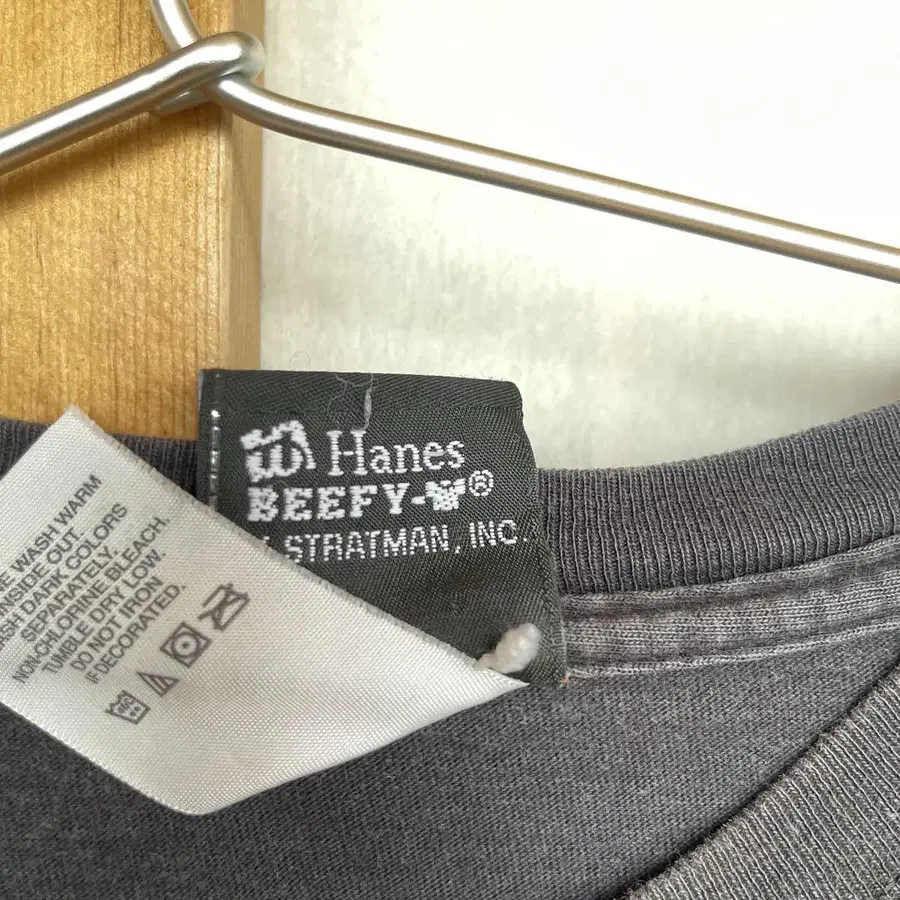 Hanes
BEEFY-T®
STRATMAN, INC.
WASH WARM
INSIDE OUT.
DARK COLORS
SEPARATELY.
NON-CHLORINE BLEACH.
TUMBLE DRY LOW.
DO NOT IRON
IF DECORATED.